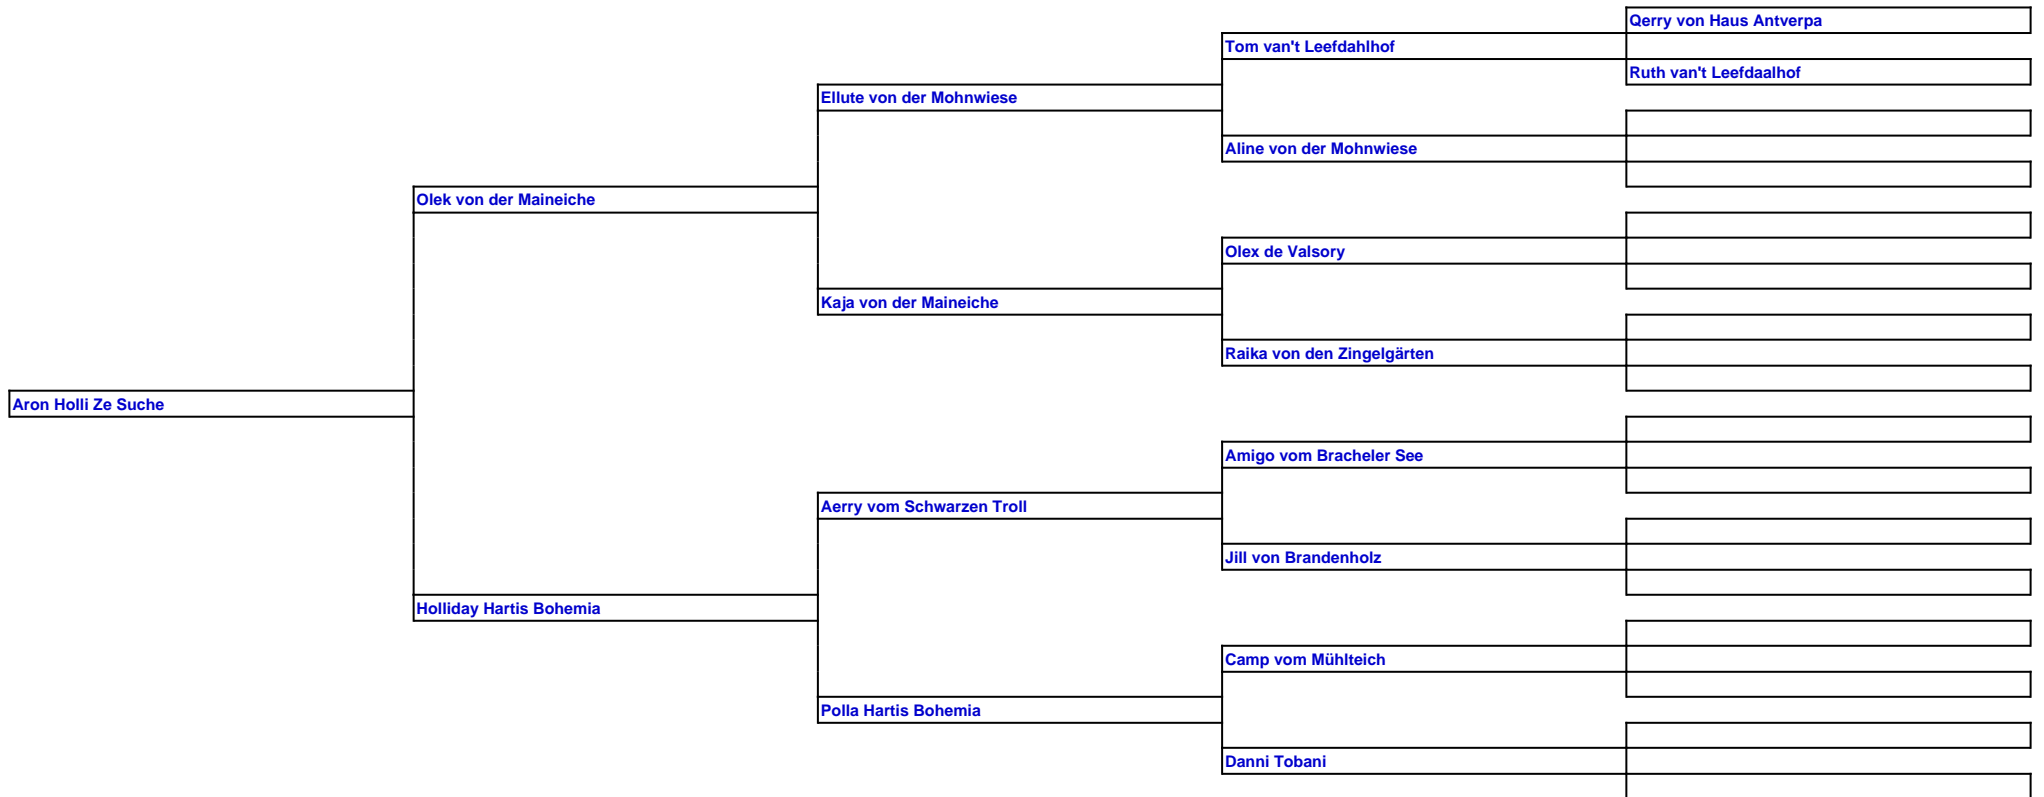 Qerry von Haus Antverpa
Tom van't Leefdahlhof
Ruth van't Leefdaalhof
Ellute von der Mohnwiese
Aline von der Mohnwiese
Olek von der Maineiche
Olex de Valsory
Kaja von der Maineiche
Raika von den Zingelgärten
Aron Holli Ze Suche
Amigo vom Bracheler See
Aerry vom Schwarzen Troll
Jill von Brandenholz
Holliday Hartis Bohemia
Camp vom Mühlteich
Polla Hartis Bohemia
Danni Tobani